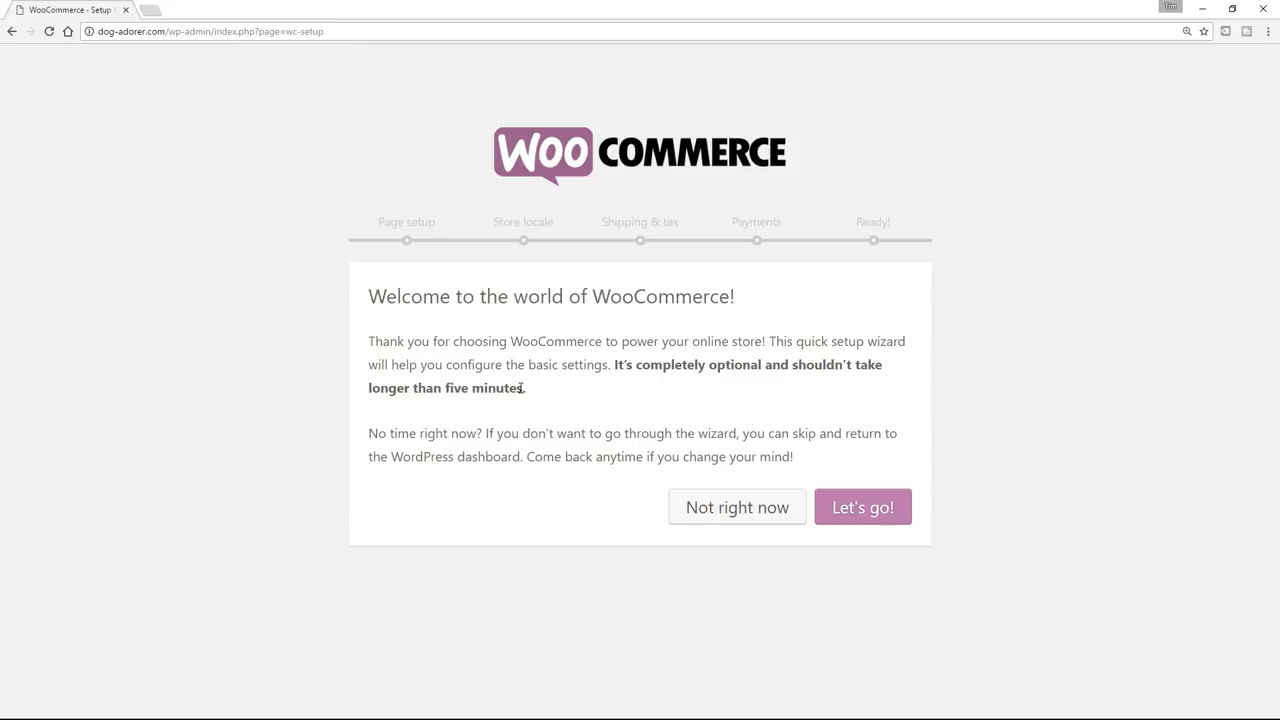 WooCommerce › Setup
Tim
dog-adorer.com/wp-admin/index.php?page=wc-setup
WOO COMMERCE
Page setup
Store locale
Shipping & tax
Payments
Ready!
Welcome to the world of WooCommerce!
Thank you for choosing WooCommerce to power your online store! This quick setup wizard
will help you configure the basic settings. It's completely optional and shouldn't take
longer than five minutes.
No time right now? If you don't want to go through the wizard, you can skip and return to
the WordPress dashboard. Come back anytime if you change your mind!
Not right now
Let's go!